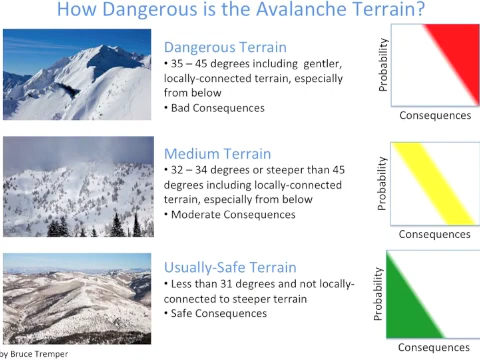 How Dangerous is the Avalanche Terrain?
Dangerous Terrain
• 35 – 45 degrees including gentler,
locally-connected terrain, especially
from below
• Bad Consequences
Probability
Consequences
Medium Terrain
• 32 – 34 degrees or steeper than 45
degrees including locally-connected
terrain, especially from below
• Moderate Consequences
Probability
Consequences
Usually-Safe Terrain
• Less than 31 degrees and not locally-
connected to steeper terrain
• Safe Consequences
Probability
Consequences
by Bruce Tremper